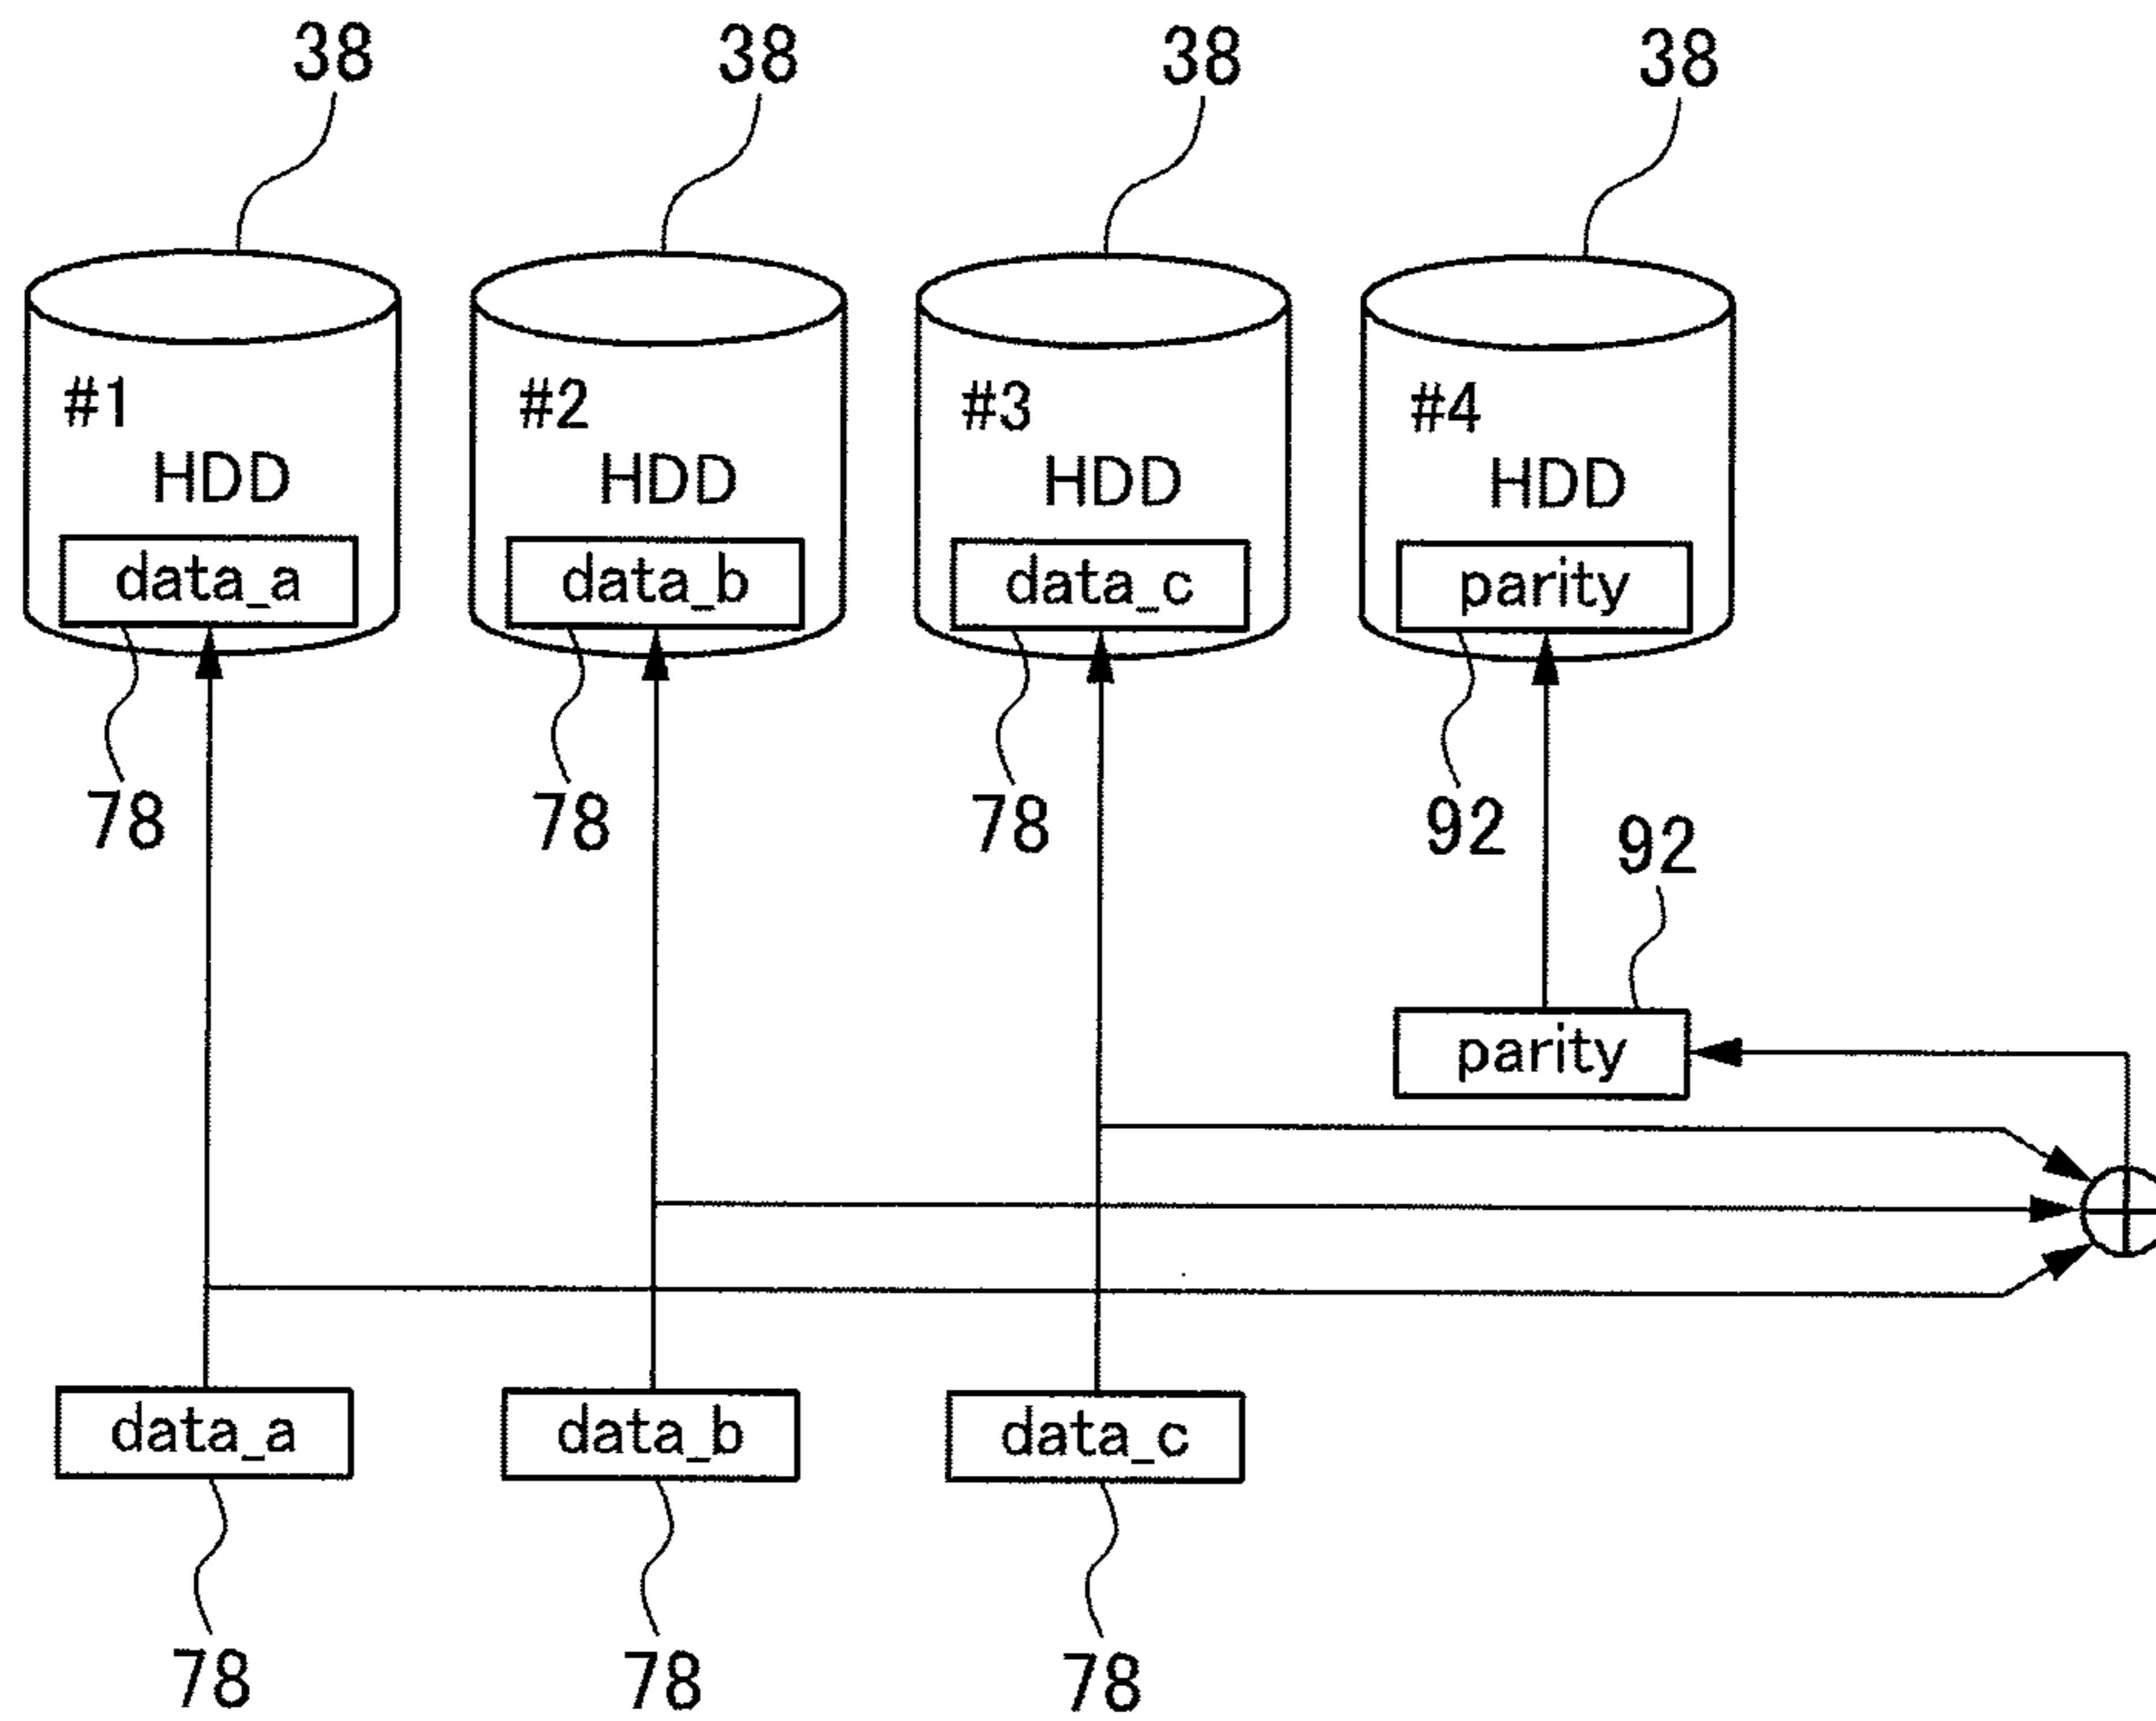 38 38 38 38
#1 #2 #3 #4
HDD HDD HDD HDD
data_a data_b data_c parity
78 78 78 92
92
parity
data_a data_b data_c
78 78 78